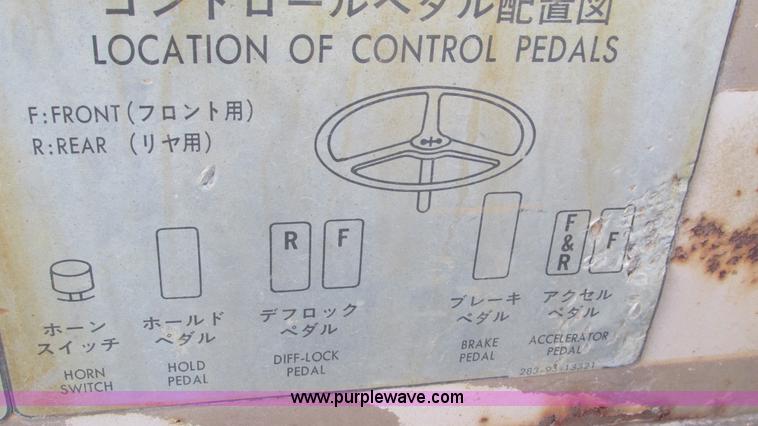 コントロールペダル配置図
LOCATION OF CONTROL PEDALS
F:FRONT(フロント用)
R:REAR (リヤ用)
R F F&R F
ホーン
スイッチ
HORN
SWITCH
ホールド
ペダル
HOLD
PEDAL
デフロック
ペダル
DIFF-LOCK
PEDAL
ブレーキ
ペダル
BRAKE
PEDAL
アクセル
ペダル
ACCELERATOR
PEDAL
283-93-13321
www.purplewave.com